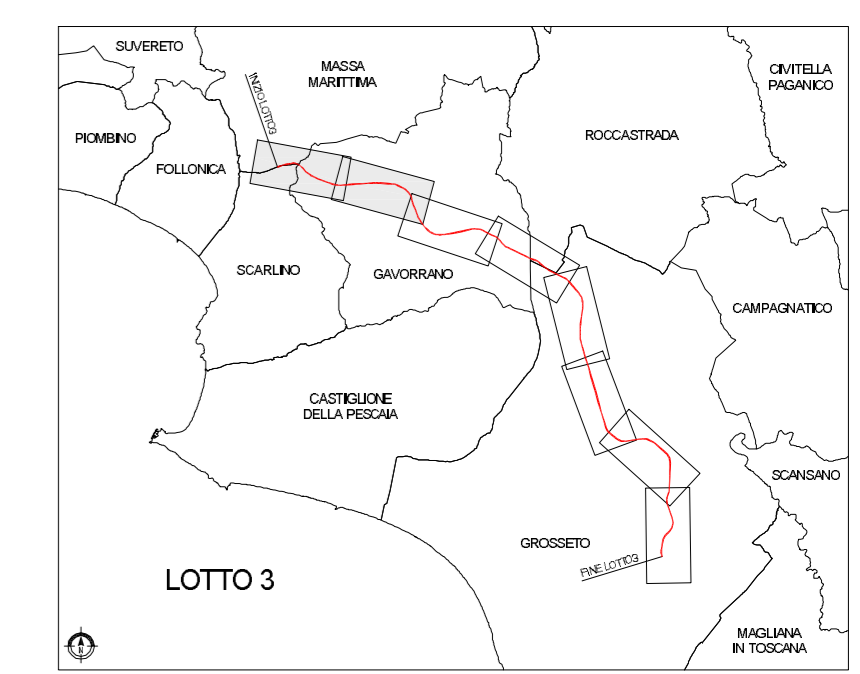 SUVERETO
MASSA
MARITTIMA
CIVITELLA
PAGANICO
INIZIO LOTTO3
PIOMBINO
ROCCASTRADA
FOLLONICA
SCARLINO
GAVORRANO
CAMPAGNATICO
CASTIGLIONE
DELLA PESCAIA
SCANSANO
GROSSETO
FINE LOTTO3
LOTTO 3
MAGLIANA
IN TOSCANA
N